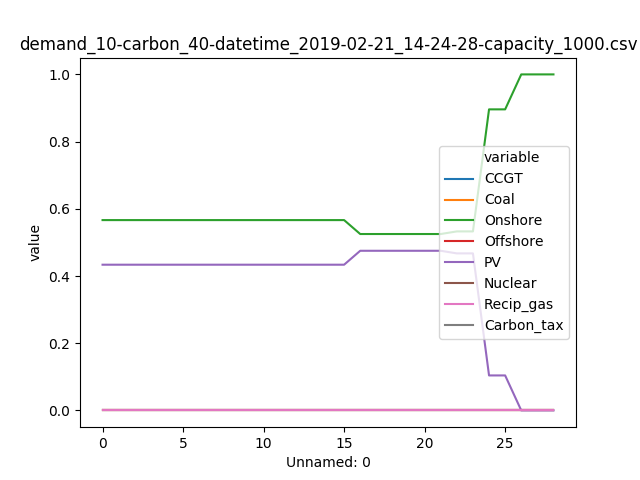 demand_10-carbon_40-datetime_2019-02-21_14-24-28-capacity_1000.csv
1.0
0.8
0.6
0.4
0.2
0.0
value
variable
CCGT
Coal
Onshore
Offshore
PV
Nuclear
Recip_gas
Carbon_tax
0 5 10 15 20 25
Unnamed: 0